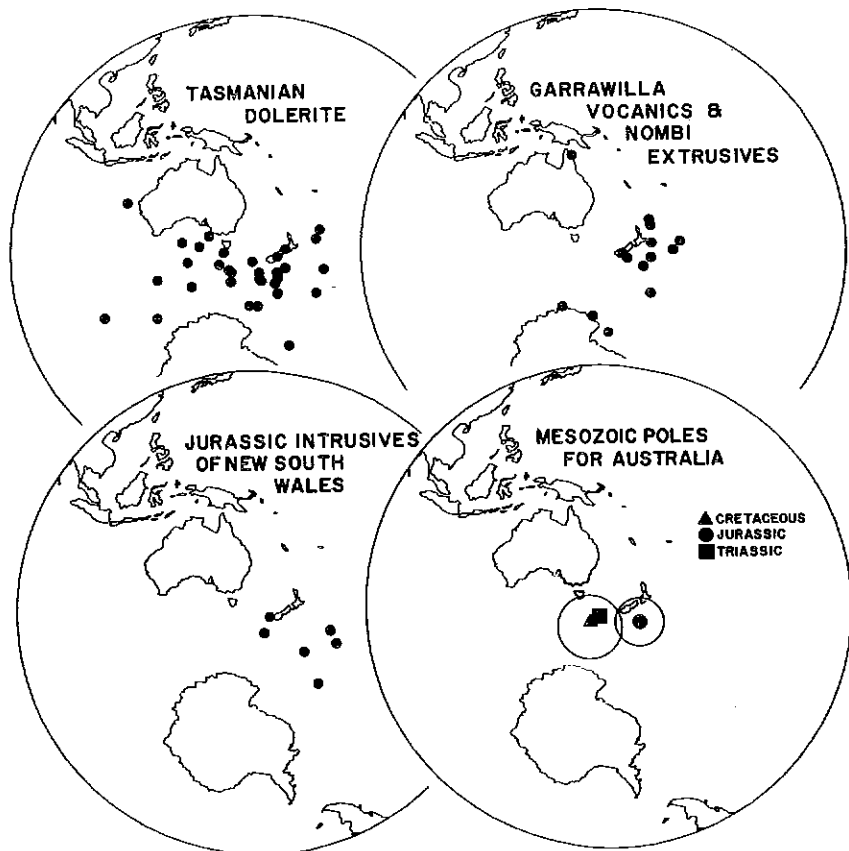 TASMANIAN
DOLERITE
GARRAWILLA
VOCANICS &
NOMBI
EXTRUSIVES
JURASSIC INTRUSIVES
OF NEW SOUTH
WALES
MESOZOIC POLES
FOR AUSTRALIA
CRETACEOUS
JURASSIC
TRIASSIC